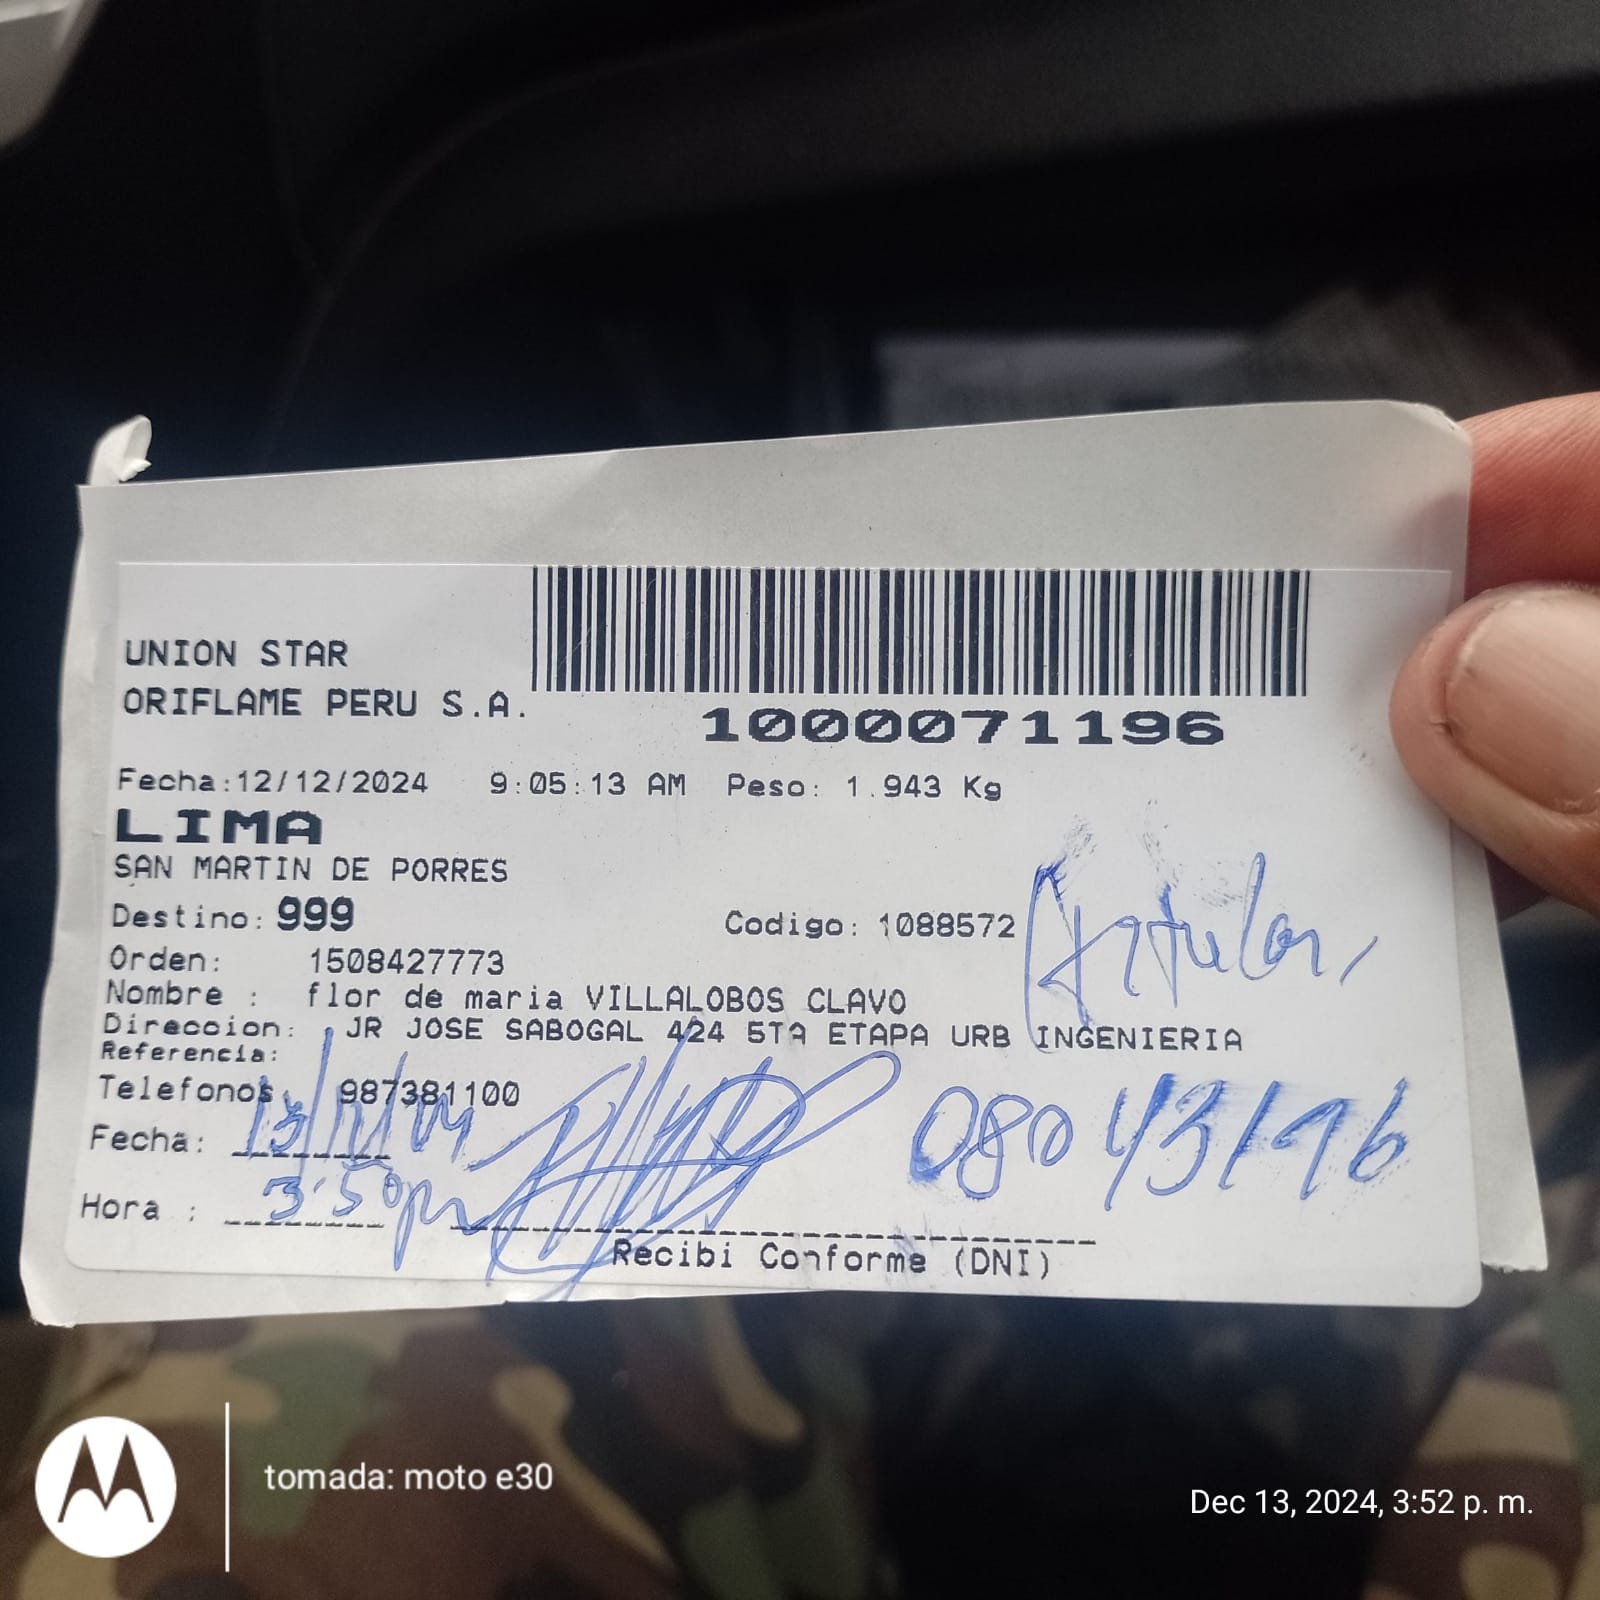 UNION STAR
ORIFLAME PERU S.A.
1000071196
Fecha:12/12/2024 9:05:13 AM Peso: 1.943 Kg
LIMA
SAN MARTIN DE PORRES
Destino: 999 Codigo: 1088572
Titular
Orden: 1508427773
Nombre : flor de maria VILLALOBOS CLAVO
Direccion: JR JOSE SABOGAL 424 5TA ETAPA URB INGENIERIA
Referencia:
Telefonos 987381100
Fecha: 08043196
Hora : 3:50pm
Recibi Conforme (DNI)
tomada: moto e30
Dec 13, 2024, 3:52 p. m.